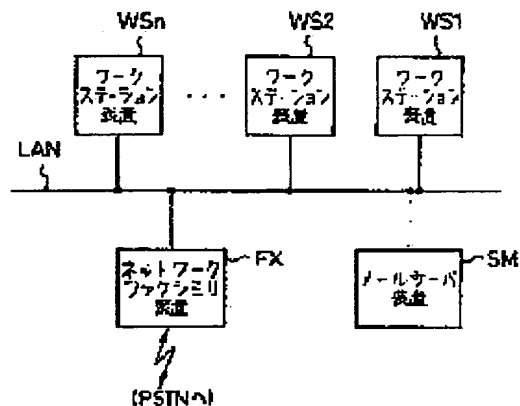 WSn
WS2
WS1
ワーク
ステーション
装置
...
ワーク
ステーション
装置
ワーク
ステーション
装置
LAN
ネットワーク
ファクシミリ
装置
FX
メールサーバ
装置
SM
(PSTNへ)